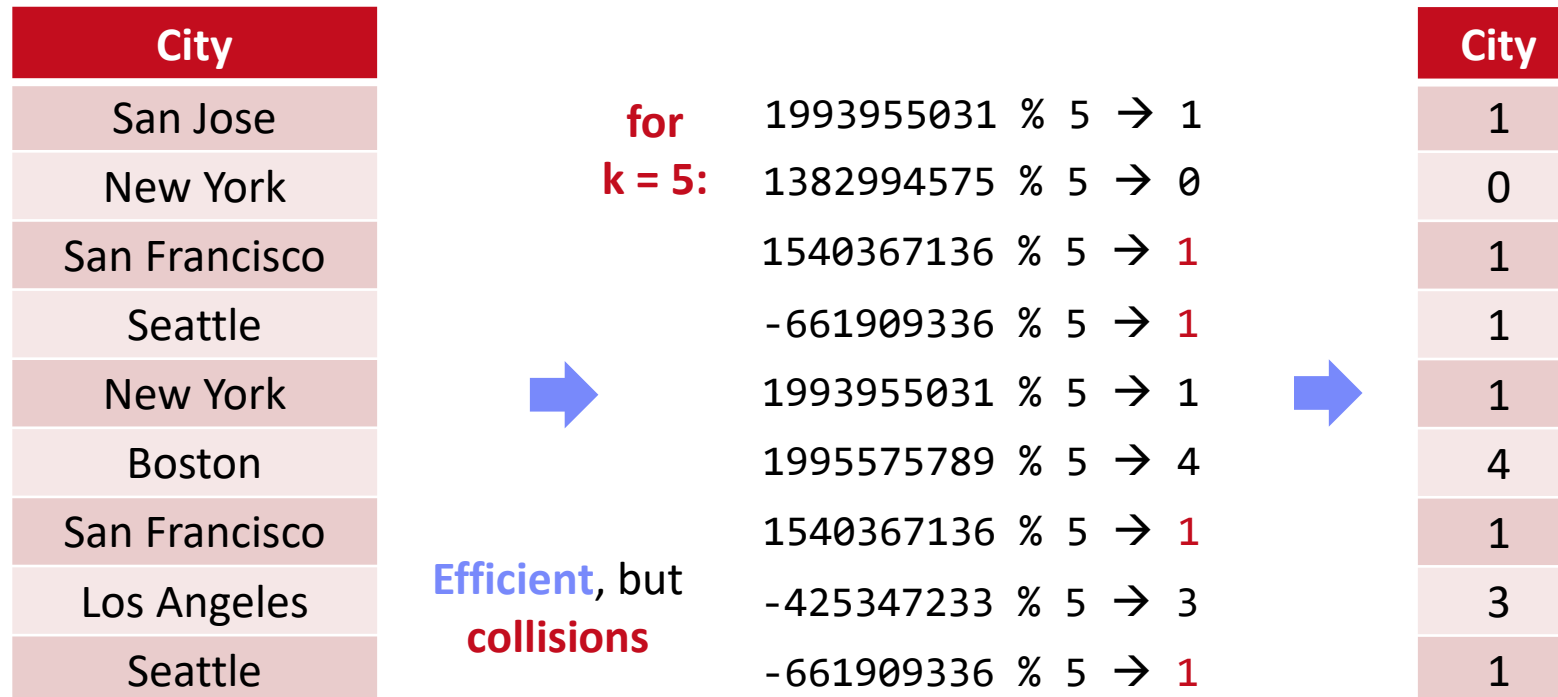 City
San Jose
New York
San Francisco
Seattle
New York
Boston
San Francisco
Los Angeles
Seattle
for
k = 5:
Efficient, but
collisions
1993955031 % 5 → 1
1382994575 % 5 → 0
1540367136 % 5 → 1
-661909336 % 5 → 1
1993955031 % 5 → 1
1995575789 % 5 → 4
1540367136 % 5 → 1
-425347233 % 5 → 3
-661909336 % 5 → 1
City
1
0
1
1
1
4
1
3
1